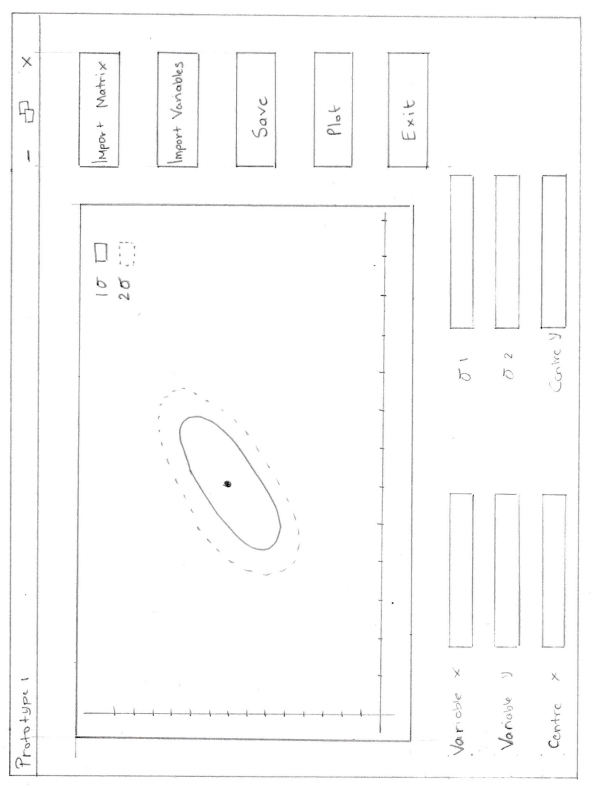 Prototype 1
- x
Import Matrix
Import Variables
Save
Plot
Exit
1σ
2σ
Variable x
σ 1
Variable y
σ 2
Centre x
Centre y